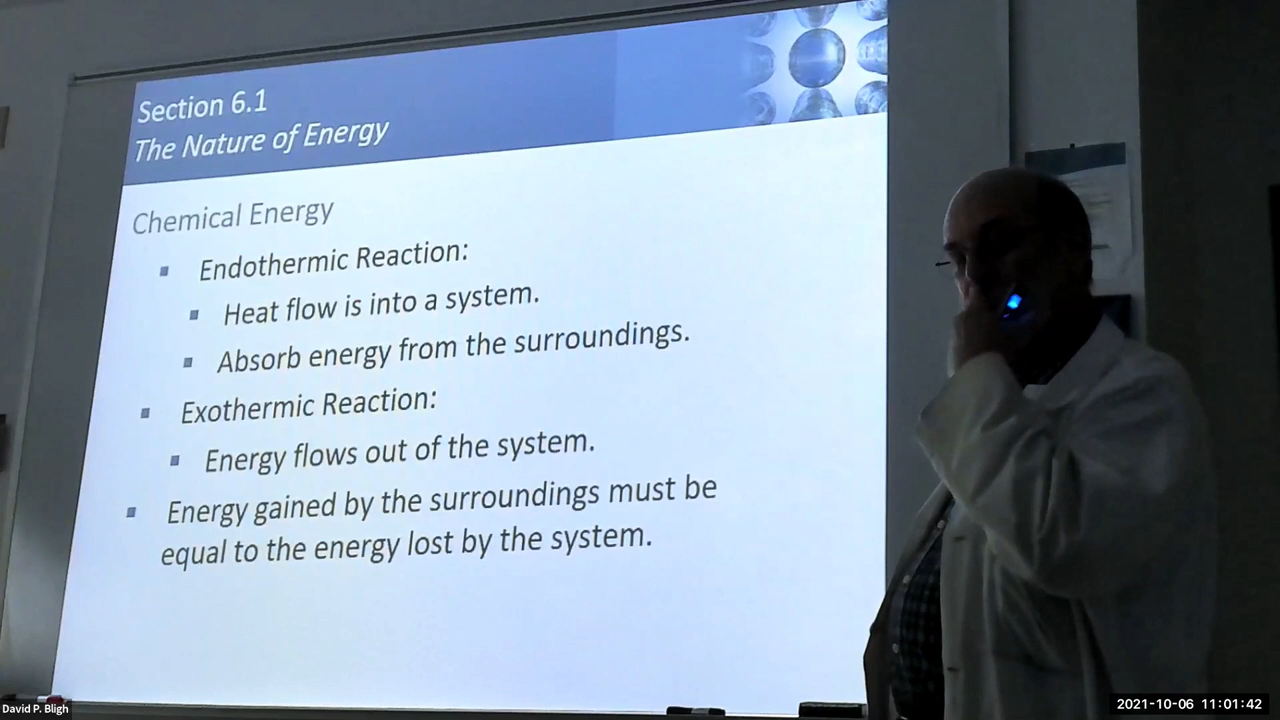 Section 6.1
The Nature of Energy
Chemical Energy
Endothermic Reaction:
Heat flow is into a system.
Absorb energy from the surroundings.
Exothermic Reaction:
Energy flows out of the system.
Energy gained by the surroundings must be
equal to the energy lost by the system.
David P. Bligh
2021-10-06 11:01:42